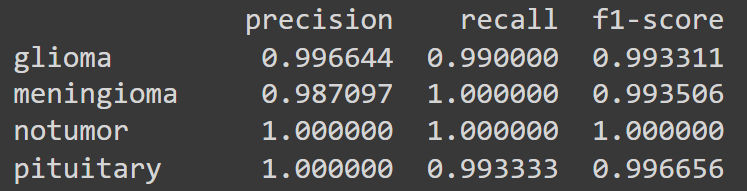 precision recall f1-score
glioma 0.996644 0.990000 0.993311
meningioma 0.987097 1.000000 0.993506
notumor 1.000000 1.000000 1.000000
pituitary 1.000000 0.993333 0.996656